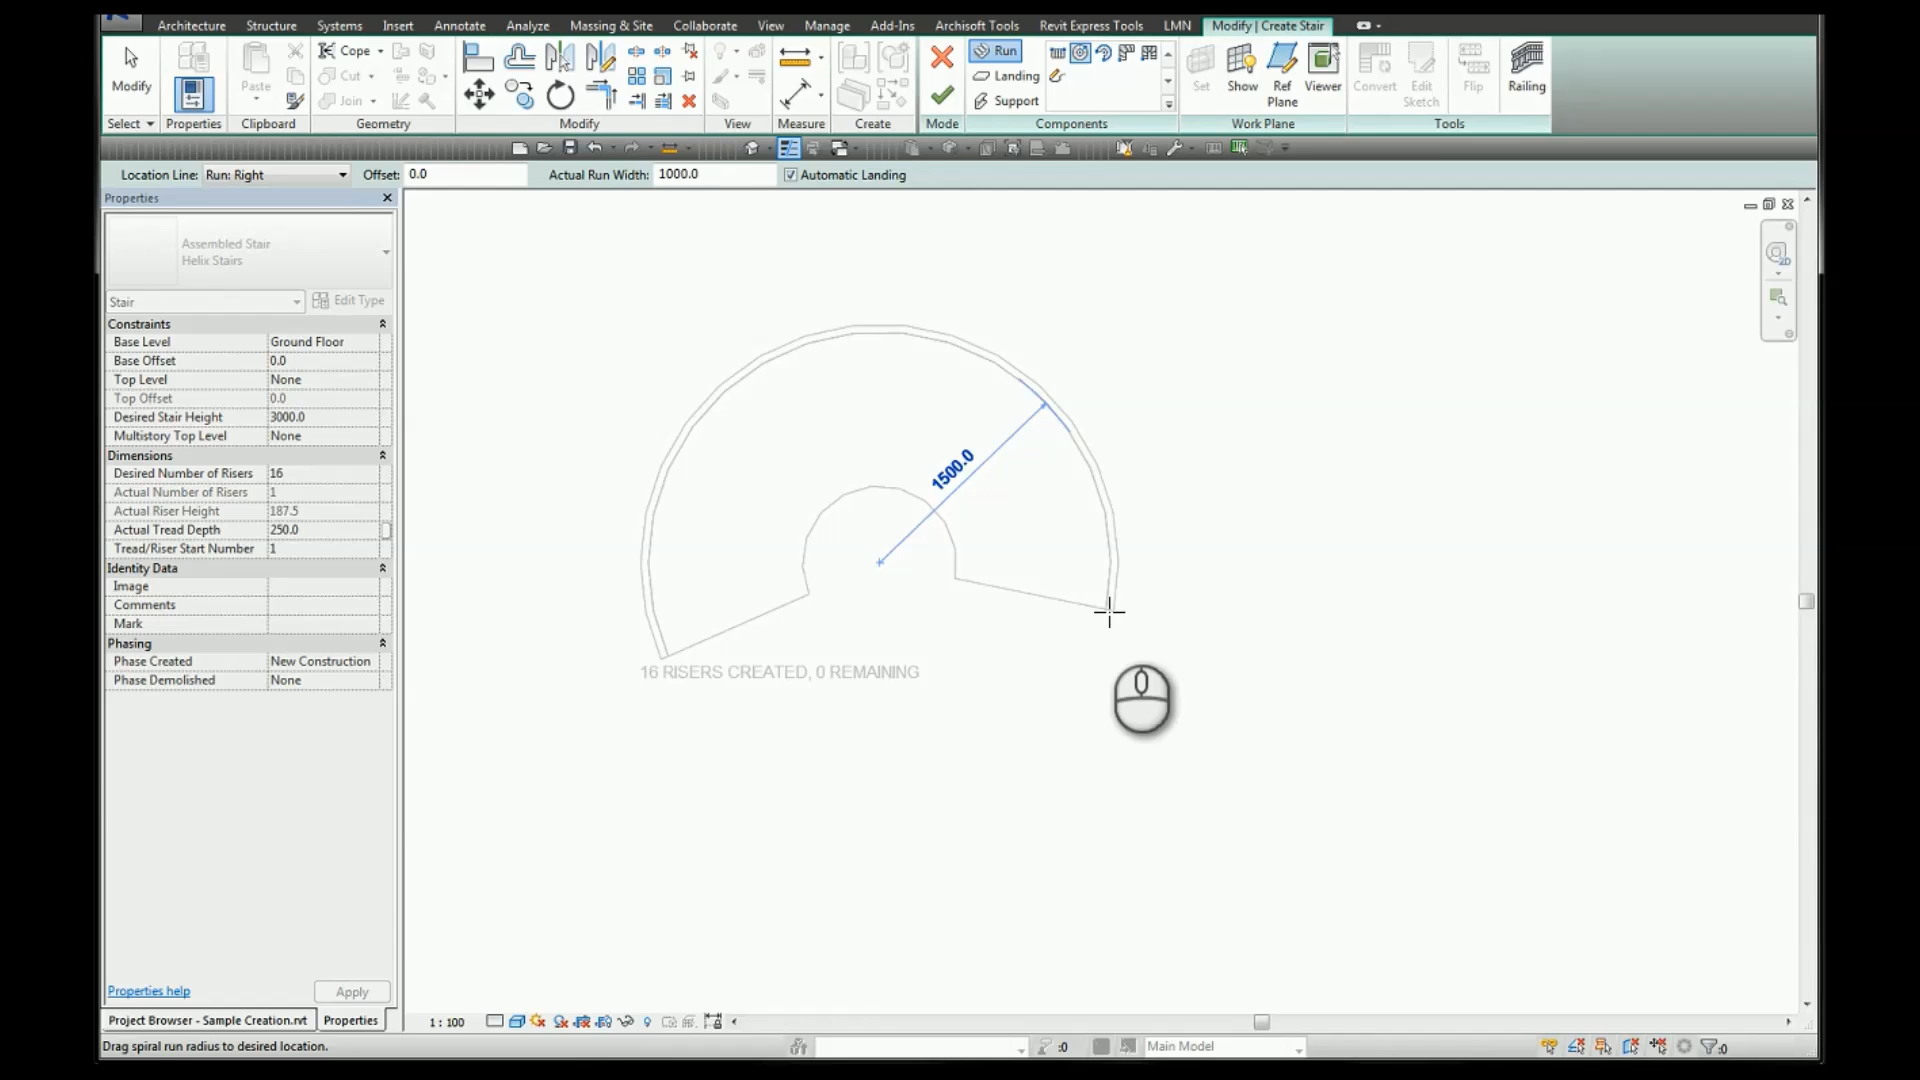 Architecture Structure Systems Insert Annotate Analyze Massing & Site Collaborate View Manage Add-Ins Archisoft Tools Revit Express Tools LMN Modify | Create Stair
Modify
Paste
Cope
Cut
Join
Run
Landing
Support
Set
Show
Ref
Plane
Viewer
Convert
Edit
Sketch
Flip
Railing
Select Properties Clipboard Geometry Modify View Measure Create Mode Components Work Plane Tools
Location Line: Run: Right Offset: 0.0 Actual Run Width: 1000.0 Automatic Landing
Properties
Assembled Stair
Helix Stairs
Stair Edit Type
Constraints
Base Level Ground Floor
Base Offset 0.0
Top Level None
Top Offset 0.0
Desired Stair Height 3000.0
Multistory Top Level None
Dimensions
Desired Number of Risers 16
Actual Number of Risers 1
Actual Riser Height 187.5
Actual Tread Depth 250.0
Tread/Riser Start Number 1
Identity Data
Image
Comments
Mark
Phasing
Phase Created New Construction
Phase Demolished None
1500.0
16 RISERS CREATED, 0 REMAINING
2D
Properties help Apply
Project Browser - Sample Creation.rvt Properties
1 : 100
Drag spiral run radius to desired location.
:0
Main Model
:0